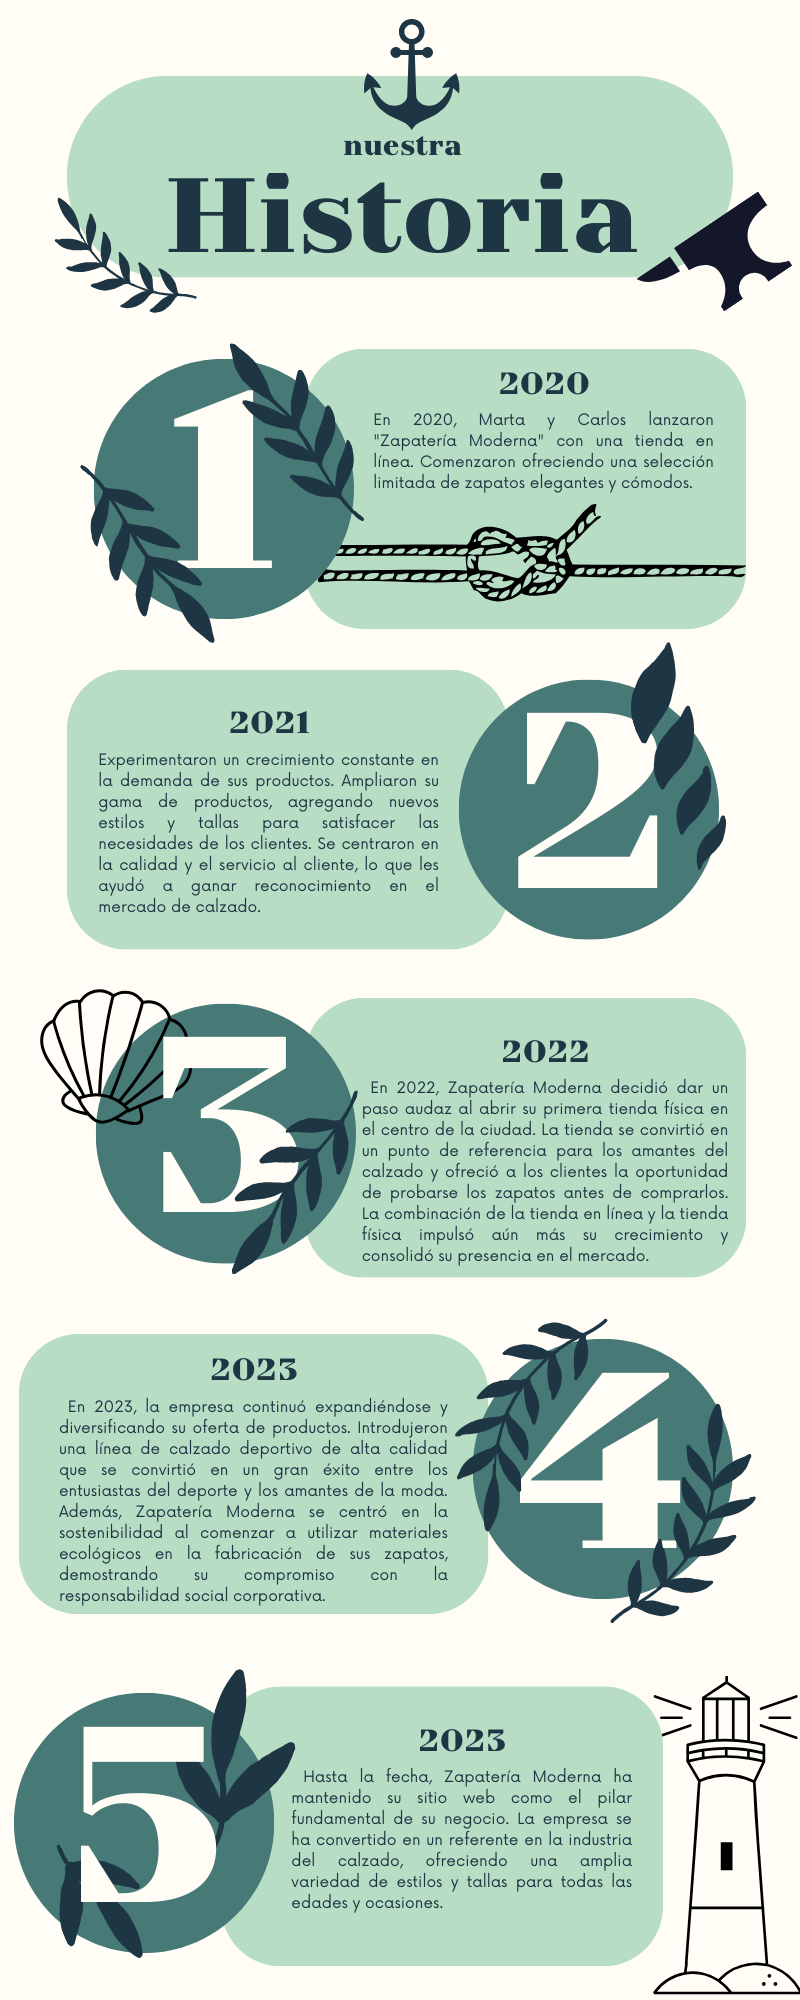 nuestra
Historia
1
2020
En 2020, Marta y Carlos lanzaron
"Zapatería Moderna" con una tienda en
línea. Comenzaron ofreciendo una selección
limitada de zapatos elegantes y cómodos.
2021
Experimentaron un crecimiento constante en
la demanda de sus productos. Ampliaron su
gama de productos, agregando nuevos
estilos y tallas para satisfacer las
necesidades de los clientes. Se centraron en
la calidad y el servicio al cliente, lo que les
ayudó a ganar reconocimiento en el
mercado de calzado.
2
3
2022
En 2022, Zapatería Moderna decidió dar un
paso audaz al abrir su primera tienda física en
el centro de la ciudad. La tienda se convirtió en
un punto de referencia para los amantes del
calzado y ofreció a los clientes la oportunidad
de probarse los zapatos antes de comprarlos.
La combinación de la tienda en línea y la tienda
física impulsó aún más su crecimiento y
consolidó su presencia en el mercado.
2023
En 2023, la empresa continuó expandiéndose y
diversificando su oferta de productos. Introdujeron
una línea de calzado deportivo de alta calidad
que se convirtió en un gran éxito entre los
entusiastas del deporte y los amantes de la moda.
Además, Zapatería Moderna se centró en la
sostenibilidad al comenzar a utilizar materiales
ecológicos en la fabricación de sus zapatos,
demostrando su compromiso con la
responsabilidad social corporativa.
4
5
2023
Hasta la fecha, Zapatería Moderna ha
mantenido su sitio web como el pilar
fundamental de su negocio. La empresa se
ha convertido en un referente en la industria
del calzado, ofreciendo una amplia
variedad de estilos y tallas para todas las
edades y ocasiones.